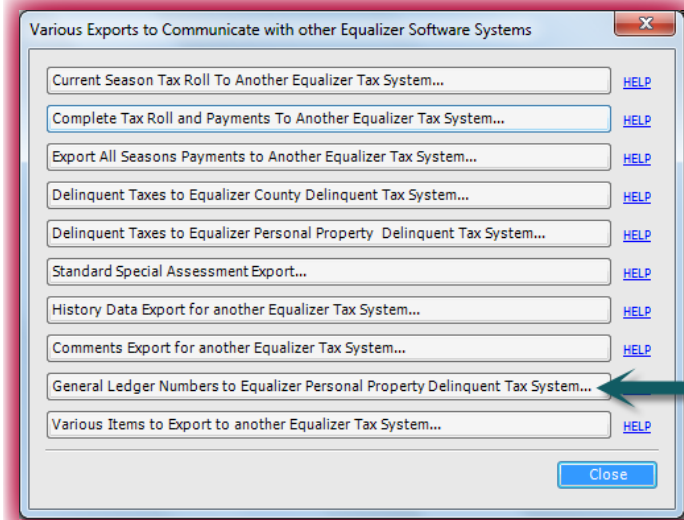 Various Exports to Communicate with other Equalizer Software Systems
Current Season Tax Roll To Another Equalizer Tax System... HELP
Complete Tax Roll and Payments To Another Equalizer Tax System... HELP
Export All Seasons Payments to Another Equalizer Tax System... HELP
Delinquent Taxes to Equalizer County Delinquent Tax System... HELP
Delinquent Taxes to Equalizer Personal Property  Delinquent Tax System... HELP
Standard Special Assessment Export... HELP
History Data Export for another Equalizer Tax System... HELP
Comments Export for another Equalizer Tax System... HELP
General Ledger Numbers to Equalizer Personal Property Delinquent Tax System...
Various Items to Export to another Equalizer Tax System... HELP
Close